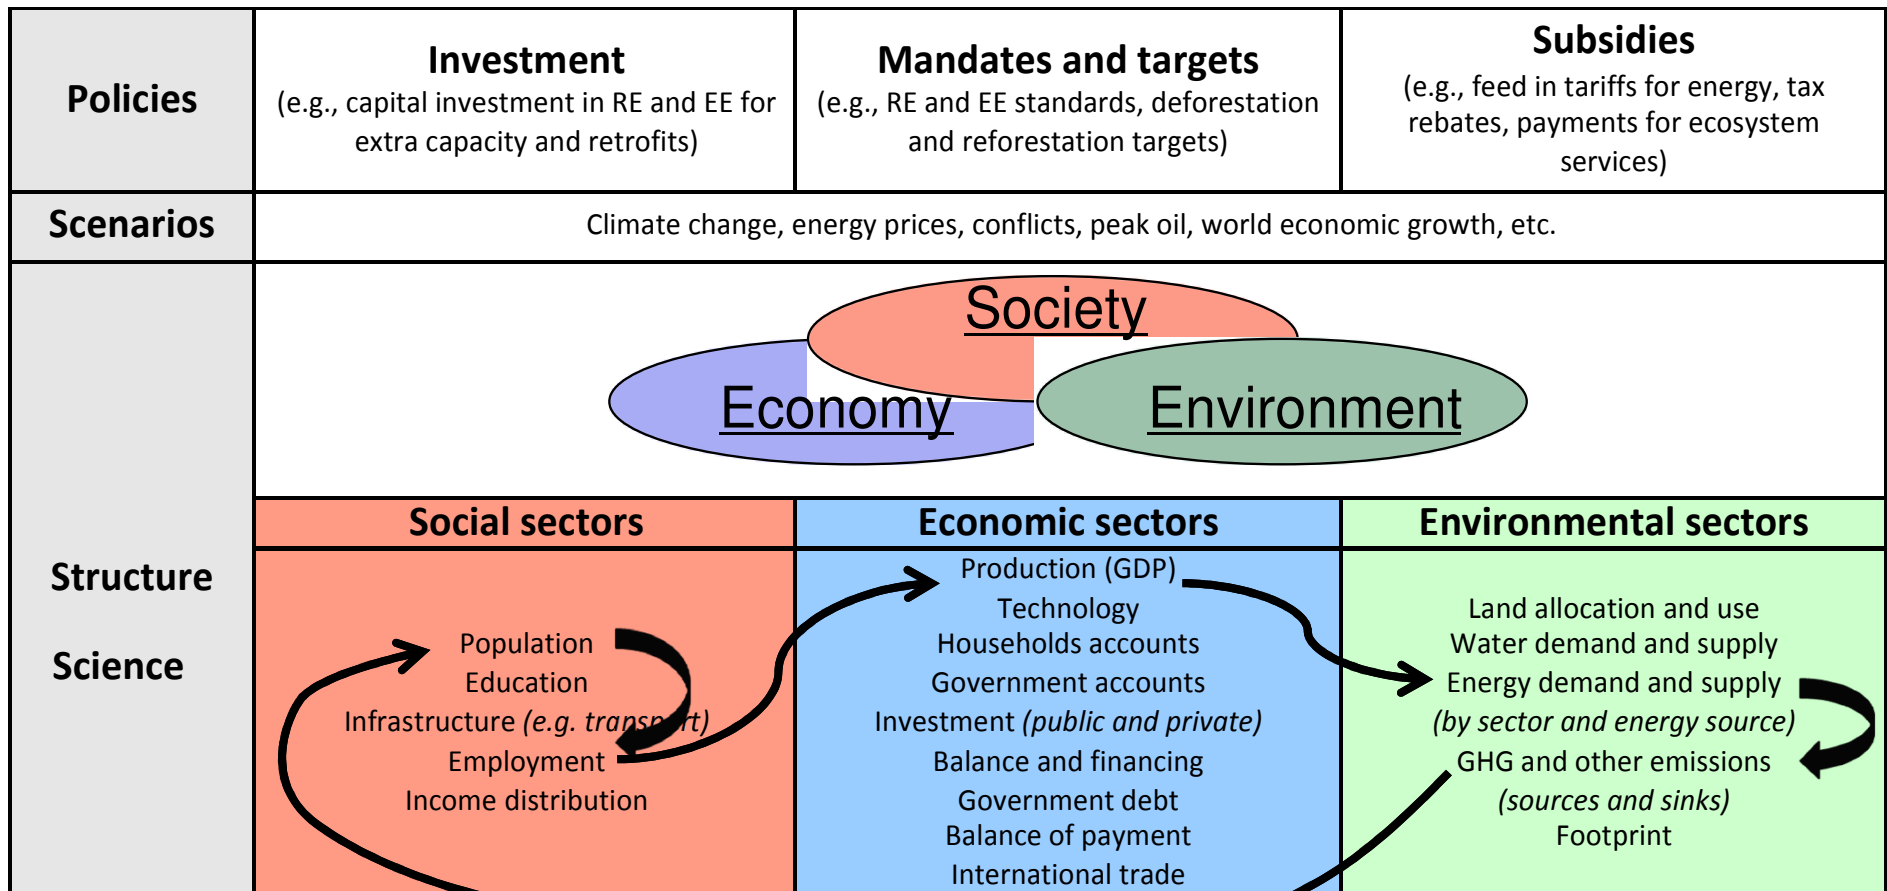 Policies
Investment
(e.g., capital investment in RE and EE for
extra capacity and retrofits)
Mandates and targets
(e.g., RE and EE standards, deforestation
and reforestation targets)
Subsidies
(e.g., feed in tariffs for energy, tax
rebates, payments for ecosystem
services)
Scenarios
Climate change, energy prices, conflicts, peak oil, world economic growth, etc.
Structure
Science
Society
Economy
Environment
Social sectors
Population
Education
Infrastructure (e.g. transport)
Employment
Income distribution
Economic sectors
Production (GDP)
Technology
Households accounts
Government accounts
Investment (public and private)
Balance and financing
Government debt
Balance of payment
International trade
Environmental sectors
Land allocation and use
Water demand and supply
Energy demand and supply
(by sector and energy source)
GHG and other emissions
(sources and sinks)
Footprint